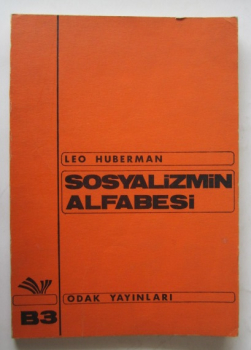 LEO HUBERMAN
SOSYALİZMİN
ALFABESİ
B3
ODAK YAYINLARI